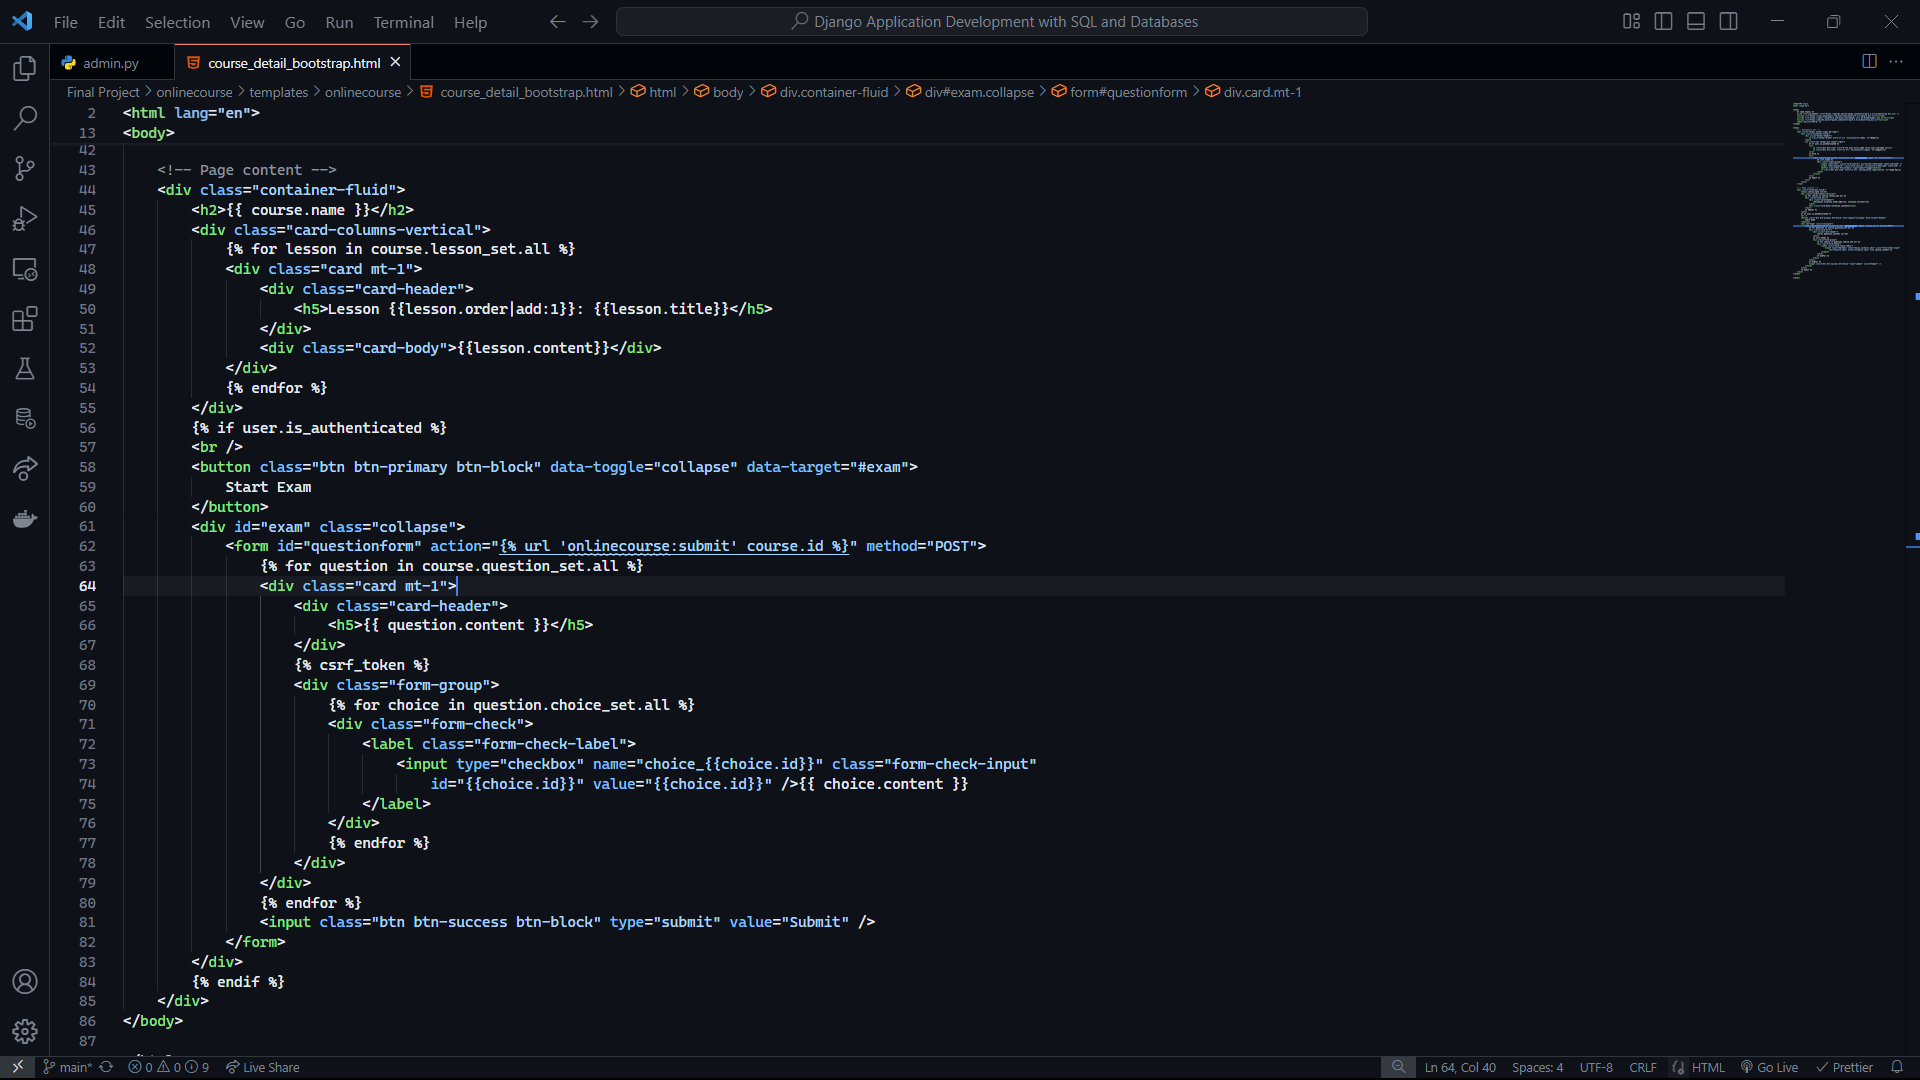 File Edit Selection View Go Run Terminal Help
Django Application Development with SQL and Databases
admin.py
course_detail_bootstrap.html
Final Project > onlinecourse > templates > onlinecourse > course_detail_bootstrap.html > html > body > div.container-fluid > div#exam.collapse > form#questionform > div.card.mt-1
2 <html lang="en">
13 <body>
42
43 <!-- Page content -->
44 <div class="container-fluid">
45 <h2>{{ course.name }}</h2>
46 <div class="card-columns-vertical">
47 {% for lesson in course.lesson_set.all %}
48 <div class="card mt-1">
49 <div class="card-header">
50 <h5>Lesson {{lesson.order|add:1}}: {{lesson.title}}</h5>
51 </div>
52 <div class="card-body">{{lesson.content}}</div>
53 </div>
54 {% endfor %}
55 </div>
56 {% if user.is_authenticated %}
57 <br />
58 <button class="btn btn-primary btn-block" data-toggle="collapse" data-target="#exam">
59 Start Exam
60 </button>
61 <div id="exam" class="collapse">
62 <form id="questionform" action="{% url 'onlinecourse:submit' course.id %}" method="POST">
63 {% for question in course.question_set.all %}
64 <div class="card mt-1">
65 <div class="card-header">
66 <h5>{{ question.content }}</h5>
67 </div>
68 {% csrf_token %}
69 <div class="form-group">
70 {% for choice in question.choice_set.all %}
71 <div class="form-check">
72 <label class="form-check-label">
73 <input type="checkbox" name="choice_{{choice.id}}" class="form-check-input"
74 id="{{choice.id}}" value="{{choice.id}}" />{{ choice.content }}
75 </label>
76 </div>
77 {% endfor %}
78 </div>
79 </div>
80 {% endfor %}
81 <input class="btn btn-success btn-block" type="submit" value="Submit" />
82 </form>
83 </div>
84 {% endif %}
85 </div>
86 </body>
87
main* 0 0 9 Live Share Ln 64, Col 40 Spaces: 4 UTF-8 CRLF HTML Go Live Prettier